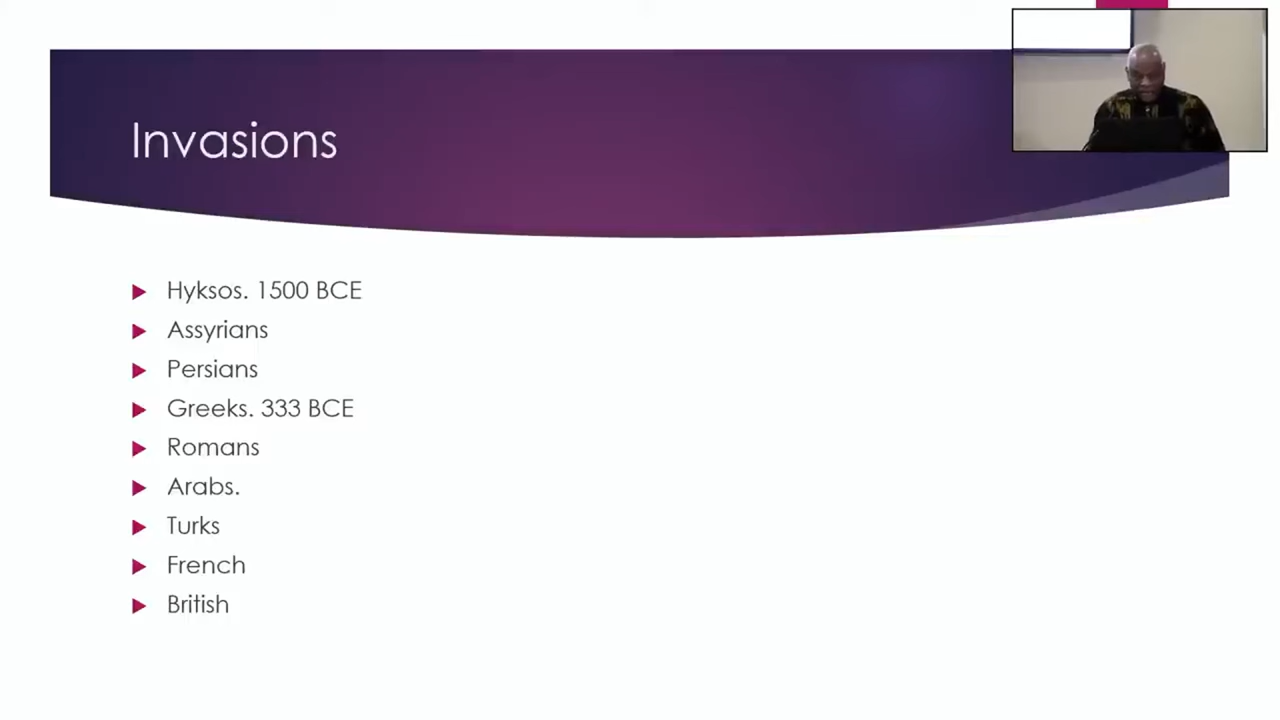 Invasions
Hyksos. 1500 BCE
Assyrians
Persians
Greeks. 333 BCE
Romans
Arabs.
Turks
French
British